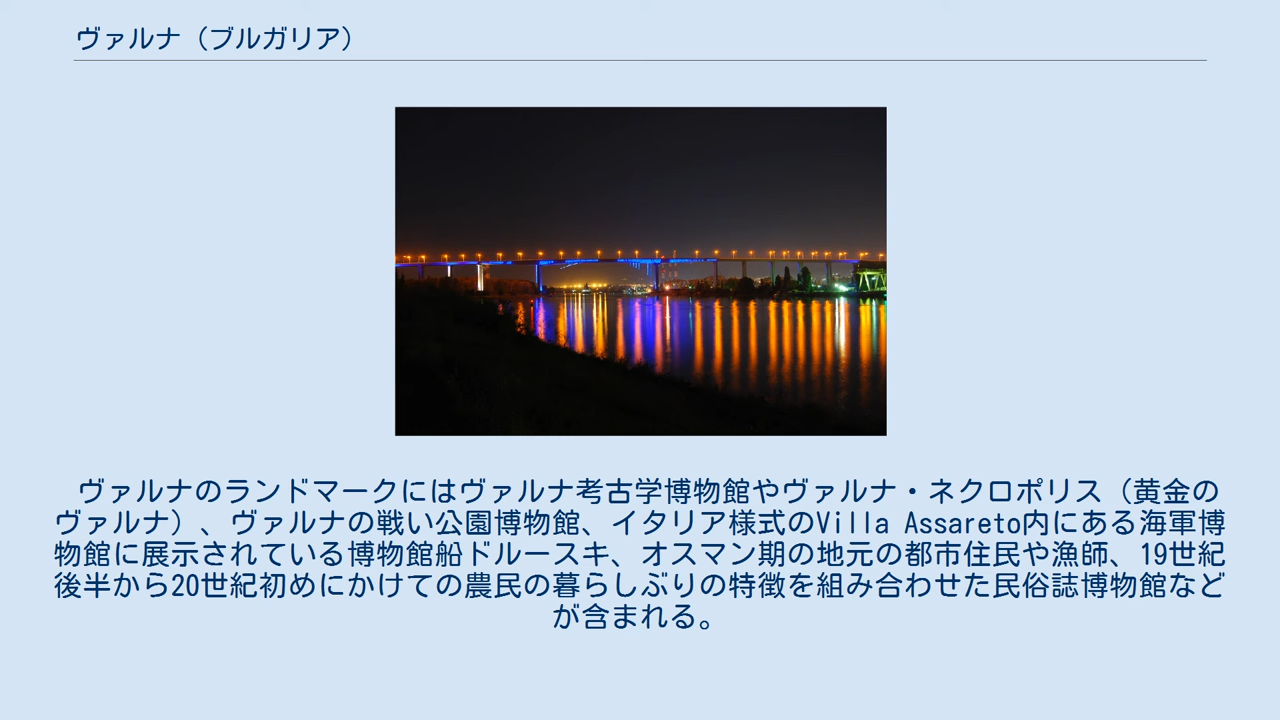 ヴァルナ（ブルガリア）
ヴァルナのランドマークにはヴァルナ考古学博物館やヴァルナ・ネクロポリス（黄金の
ヴァルナ）、ヴァルナの戦い公園博物館、イタリア様式のVilla Assareto内にある海軍博
物館に展示されている博物館船ドルースキ、オスマン期の地元の都市住民や漁師、19世紀
後半から20世紀初めにかけての農民の暮らしぶりの特徴を組み合わせた民俗誌博物館など
が含まれる。